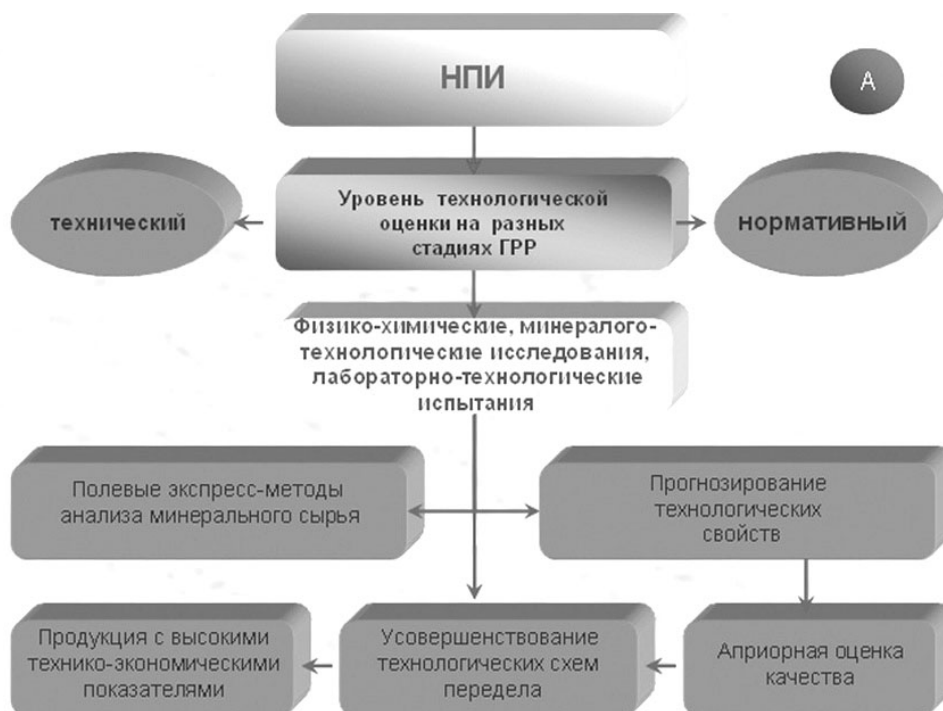 НПИ
А
технический
Уровень технологической
оценки на разных
стадиях ГРР
нормативный
Физико-химические, минералого-
технологические исследования,
лабораторно-технологические
испытания
Полевые экспресс-методы
анализа минерального сырья
Прогнозирование
технологических
свойств
Продукция с высокими
технико-экономическими
показателями
Усовершенствование
технологических схем
передела
Априорная оценка
качества